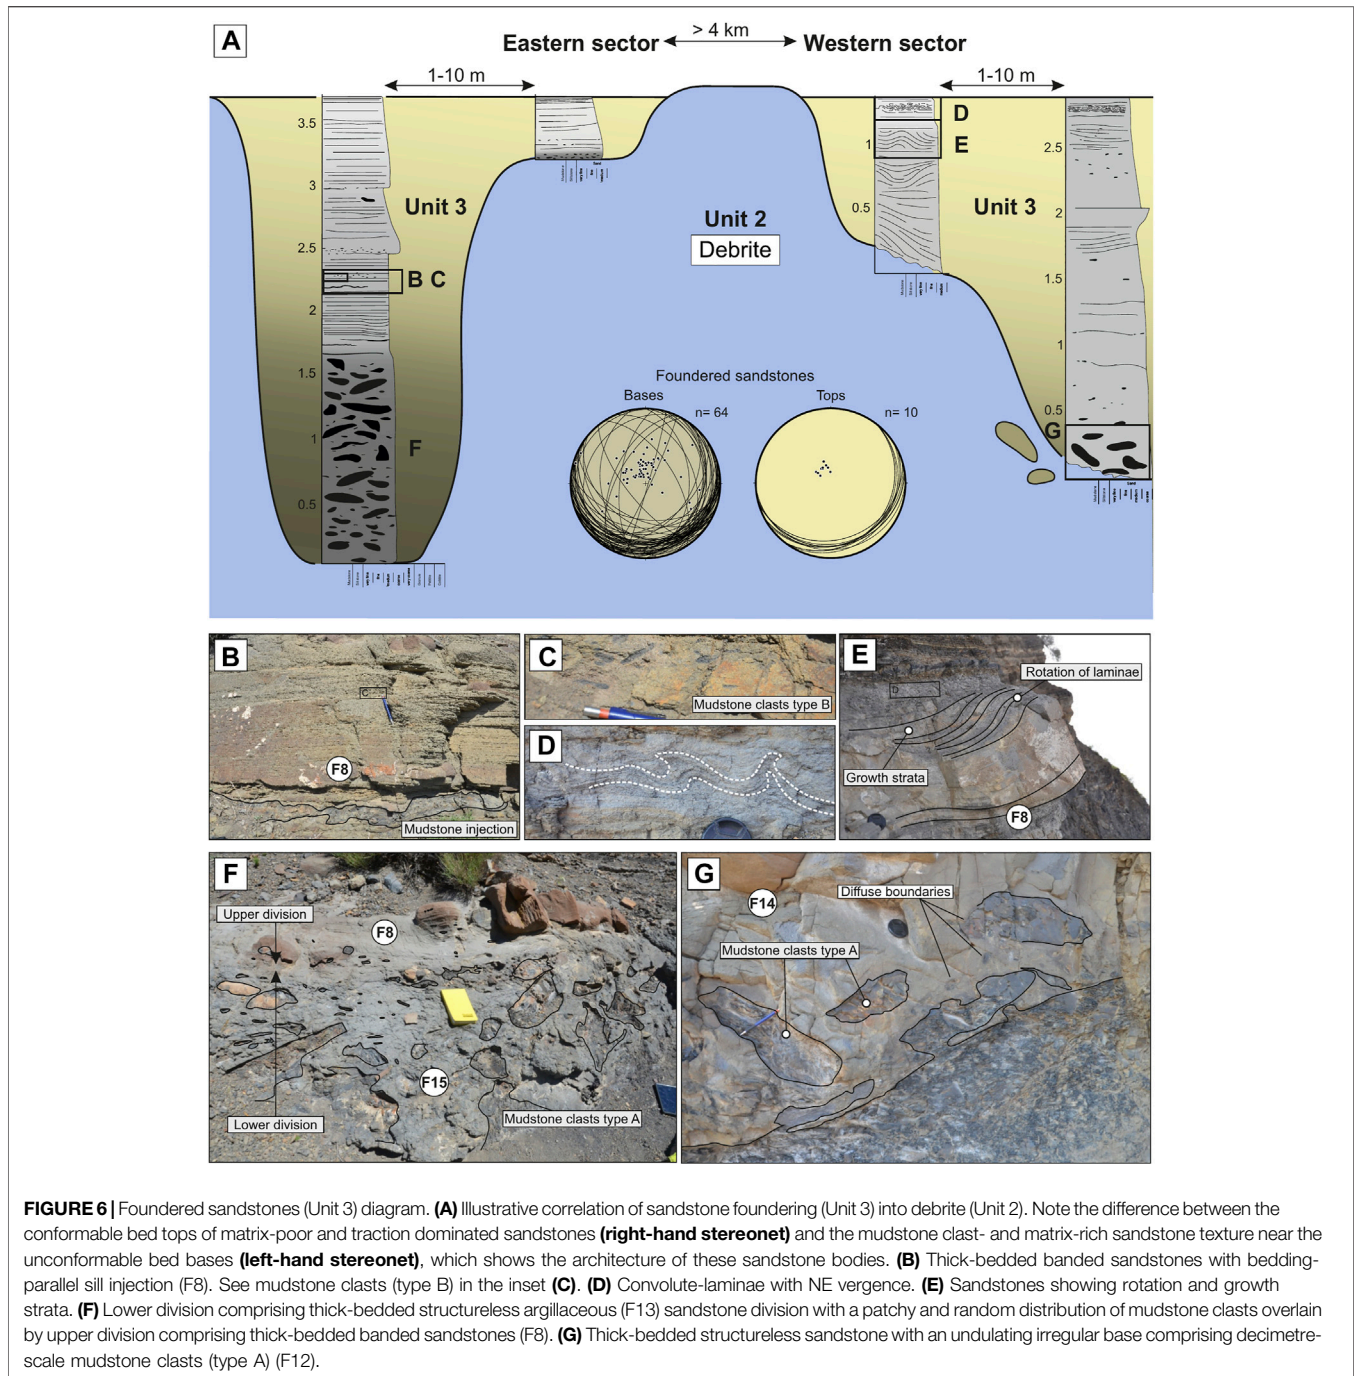 A
Eastern sector
> 4 km
Western sector
1-10 m
1-10 m
3.5
3
2.5
2
1.5
1
0.5
Unit 3
B C
F
Unit 2
Debrite
1
0.5
D
E
Unit 3
2.5
2
1.5
1
0.5
G
Foundered sandstones
Bases
n= 64
Tops
n= 10
B
C
F8
Mudstone injection
C
Mudstone clasts type B
D
E
D
Rotation of laminae
Growth strata
F8
F
Upper division
F8
F15
Lower division
Mudstone clasts type A
G
F14
Diffuse boundaries
Mudstone clasts type A
FIGURE 6 | Foundered sandstones (Unit 3) diagram. (A) Illustrative correlation of sandstone foundering (Unit 3) into debrite (Unit 2). Note the difference between the
conformable bed tops of matrix-poor and traction dominated sandstones (right-hand stereonet) and the mudstone clast- and matrix-rich sandstone texture near the
unconformable bed bases (left-hand stereonet), which shows the architecture of these sandstone bodies. (B) Thick-bedded banded sandstones with bedding-
parallel sill injection (F8). See mudstone clasts (type B) in the inset (C). (D) Convolute-laminae with NE vergence. (E) Sandstones showing rotation and growth
strata. (F) Lower division comprising thick-bedded structureless argillaceous (F13) sandstone division with a patchy and random distribution of mudstone clasts overlain
by upper division comprising thick-bedded banded sandstones (F8). (G) Thick-bedded structureless sandstone with an undulating irregular base comprising decimetre-
scale mudstone clasts (type A) (F12).